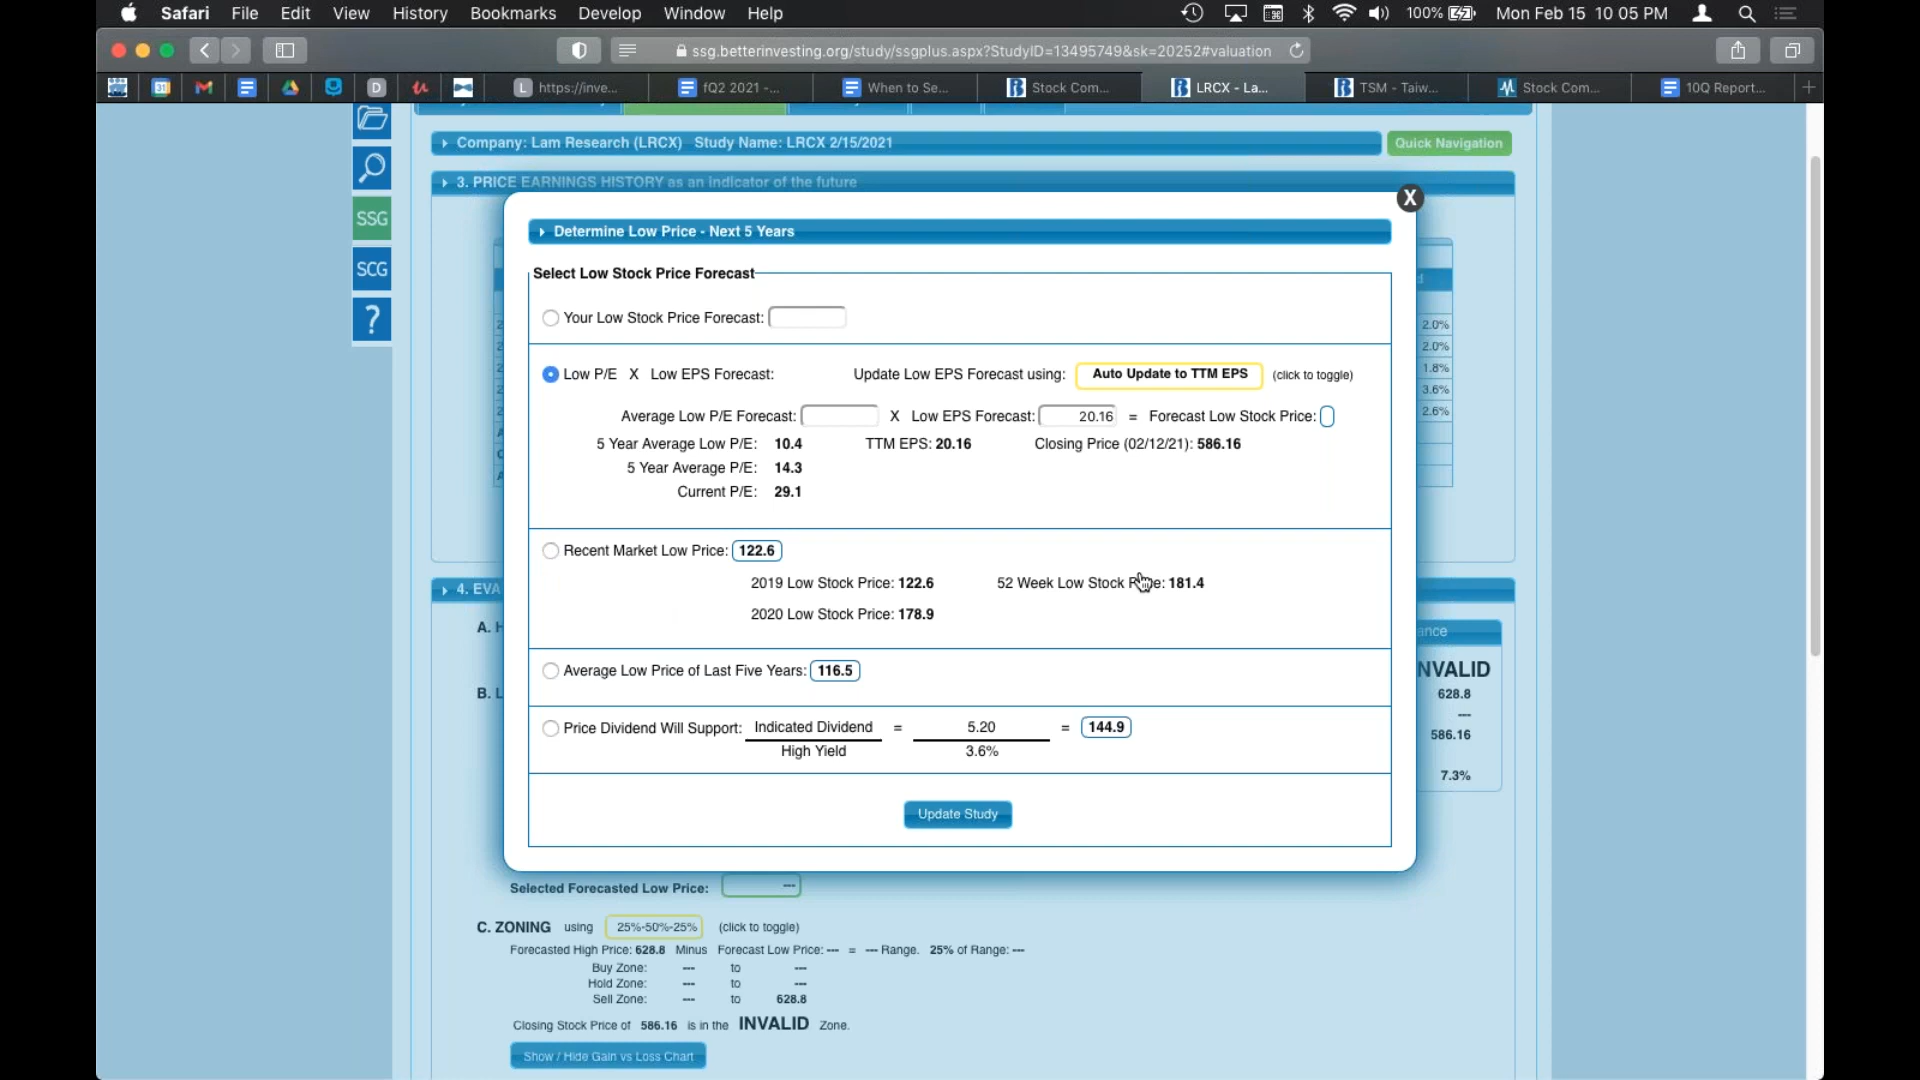 Safari File Edit View History Bookmarks Develop Window Help 100% Mon Feb 15 10 05 PM
ssg.betterinvesting.org/study/ssgplus.aspx?StudyID=13495749&sk=20252#valuation
31 D L https://inve... fQ2 2021 -... When to Se... Stock Com... LRCX - La... TSM - Taiw... Stock Com... 10Q Report...
Company: Lam Research (LRCX) Study Name: LRCX 2/15/2021 Quick Navigation
3. PRICE EARNINGS HISTORY as an indicator of the future
X
SSG
SCG
?
Determine Low Price - Next 5 Years
Select Low Stock Price Forecast
Your Low Stock Price Forecast:
2.0%
2.0%
1.8%
3.6%
2.6%
Low P/E X Low EPS Forecast: Update Low EPS Forecast using: Auto Update to TTM EPS (click to toggle)
Average Low P/E Forecast: X Low EPS Forecast: 20.16 = Forecast Low Stock Price:
5 Year Average Low P/E: 10.4 TTM EPS: 20.16 Closing Price (02/12/21): 586.16
5 Year Average P/E: 14.3
Current P/E: 29.1
Recent Market Low Price: 122.6
2019 Low Stock Price: 122.6 52 Week Low Stock Price: 181.4
2020 Low Stock Price: 178.9
4. EVA
A. H
ance
NVALID
B. L
628.8
---
586.16
7.3%
Average Low Price of Last Five Years: 116.5
Price Dividend Will Support: Indicated Dividend = 5.20 = 144.9
High Yield 3.6%
Update Study
Selected Forecasted Low Price: ---
C. ZONING using 25%-50%-25% (click to toggle)
Forecasted High Price: 628.8 Minus Forecast Low Price: --- = --- Range. 25% of Range: ---
Buy Zone: --- to ---
Hold Zone: --- to ---
Sell Zone: --- to 628.8
Closing Stock Price of 586.16 is in the INVALID Zone.
Show / Hide Gain vs Loss Chart